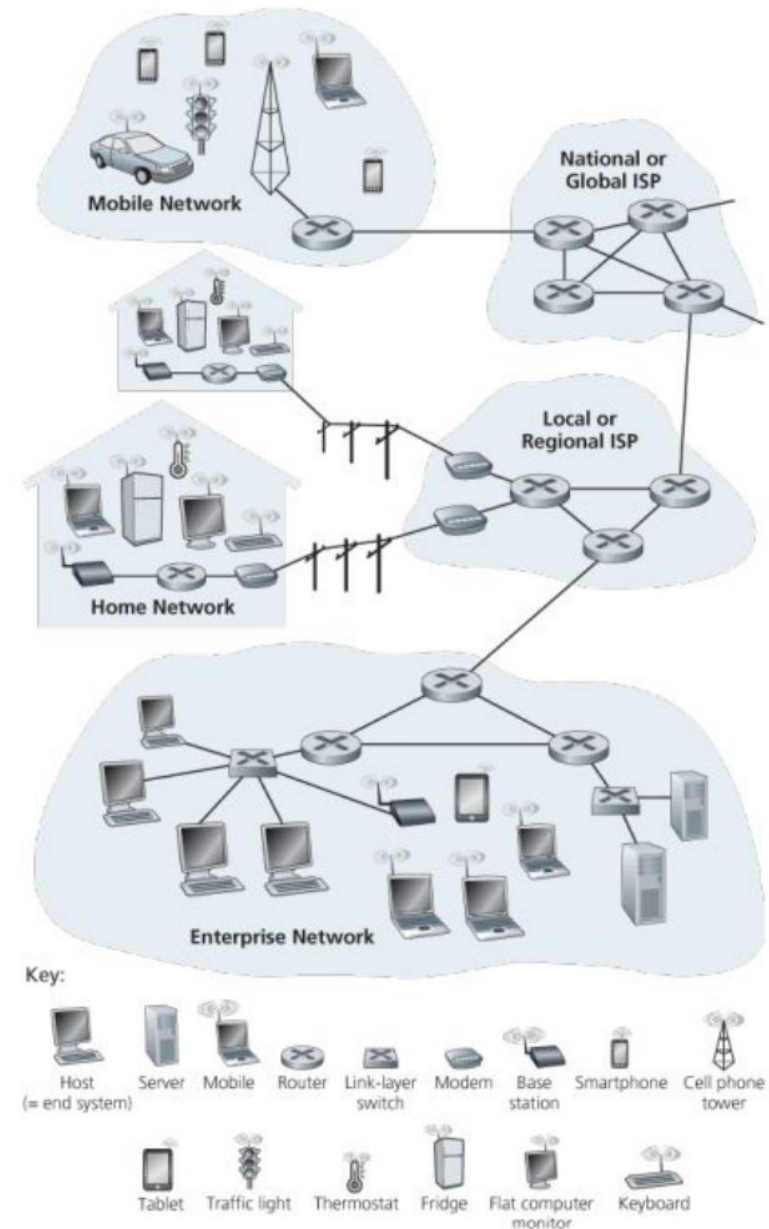 Mobile Network
National or
Global ISP
Local or
Regional ISP
Home Network
Enterprise Network
Key:
Host
(= end system)
Server
Mobile
Router
Link-layer
switch
Modem
Base
station
Smartphone
Cell phone
tower
Tablet
Traffic light
Thermostat
Fridge
Flat computer
monitor
Keyboard